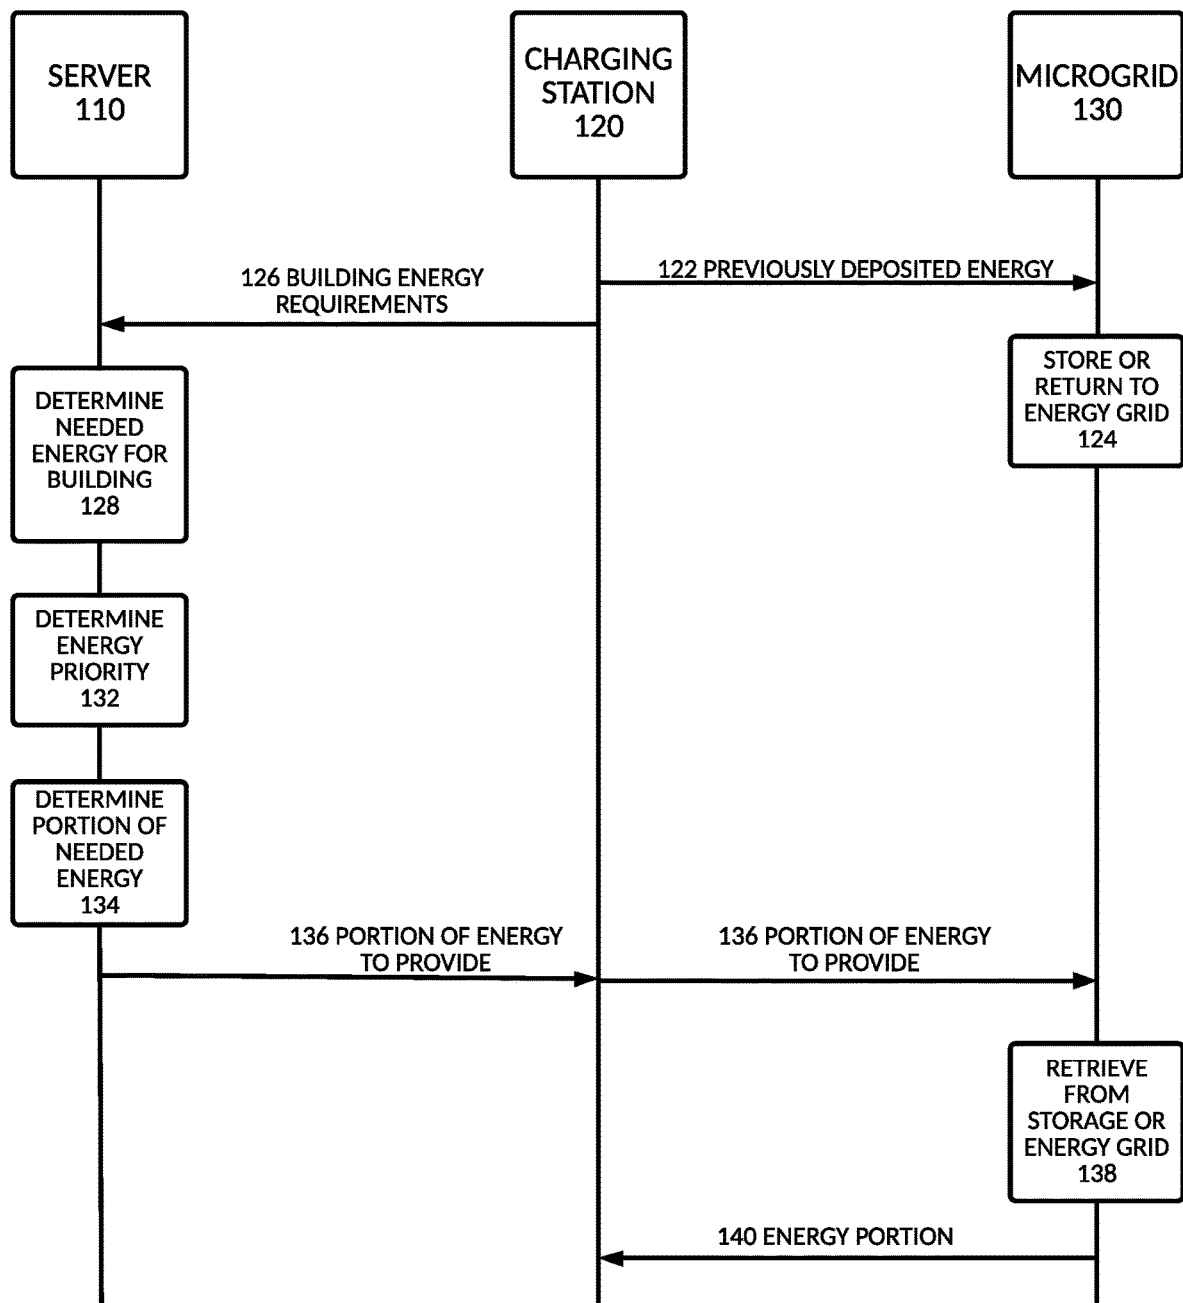 SERVER
110
CHARGING
STATION
120
MICROGRID
130
126 BUILDING ENERGY
REQUIREMENTS
122 PREVIOUSLY DEPOSITED ENERGY
STORE OR
RETURN TO
ENERGY GRID
124
DETERMINE
NEEDED
ENERGY FOR
BUILDING
128
DETERMINE
ENERGY
PRIORITY
132
DETERMINE
PORTION OF
NEEDED
ENERGY
134
136 PORTION OF ENERGY
TO PROVIDE
136 PORTION OF ENERGY
TO PROVIDE
RETRIEVE
FROM
STORAGE OR
ENERGY GRID
138
140 ENERGY PORTION